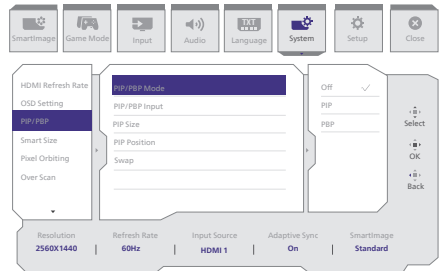 SmartImage
Game Mode
Input
Audio
TXT
Language
System
Setup
Close
HDMI Refresh Rate
OSD Setting
PIP/PBP
Smart Size
Pixel Orbiting
Over Scan
PIP/PBP Mode
PIP/PBP Input
PIP Size
PIP Position
Swap
Off
PIP
PBP
Select
OK
Back
Resolution
2560X1440
Refresh Rate
60Hz
Input Source
HDMI 1
Adaptive Sync
On
SmartImage
Standard